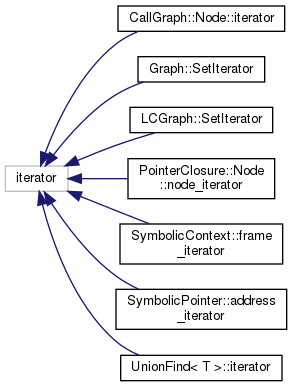 CallGraph::Node::iterator
Graph::SetIterator
LCGraph::SetIterator
iterator
PointerClosure::Node
::node_iterator
SymbolicContext::frame
_iterator
SymbolicPointer::address
_iterator
UnionFind< T >::iterator